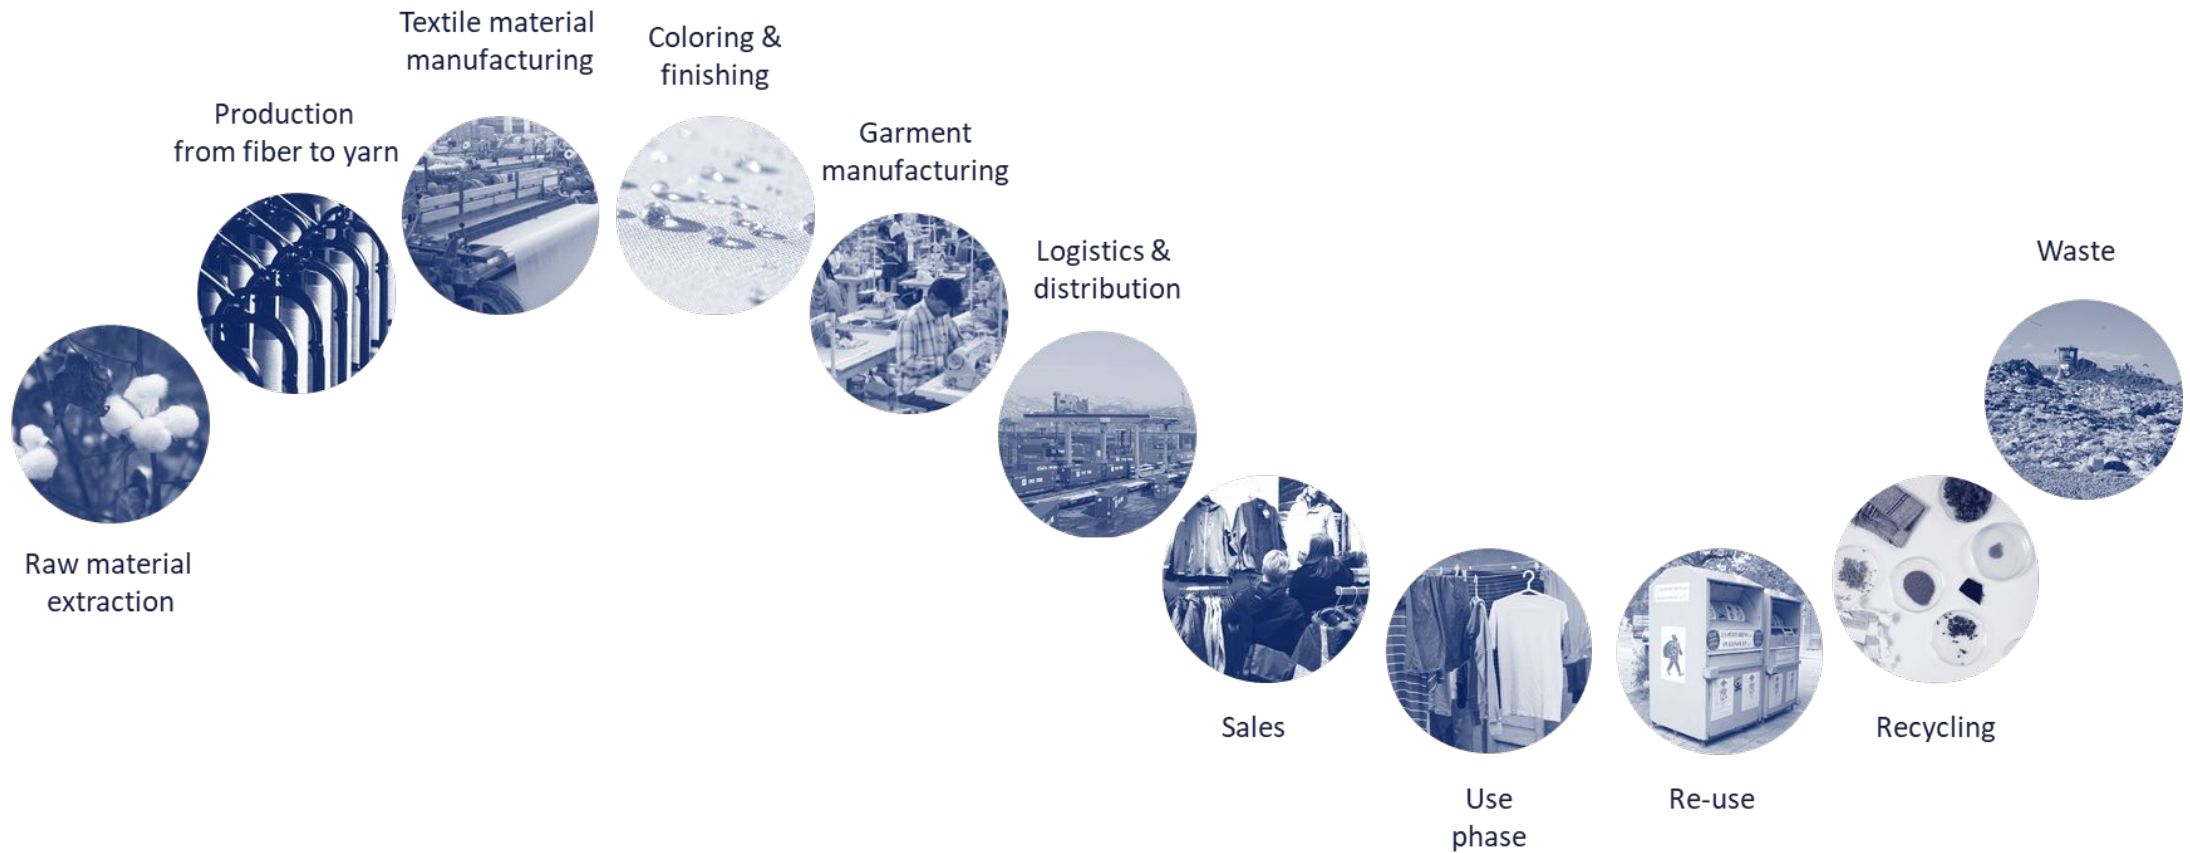 Textile material
manufacturing
Coloring &
finishing
Production
from fiber to yarn
Garment
manufacturing
Logistics &
distribution
Waste
Raw material
extraction
Sales
Recycling
Use
phase
Re-use